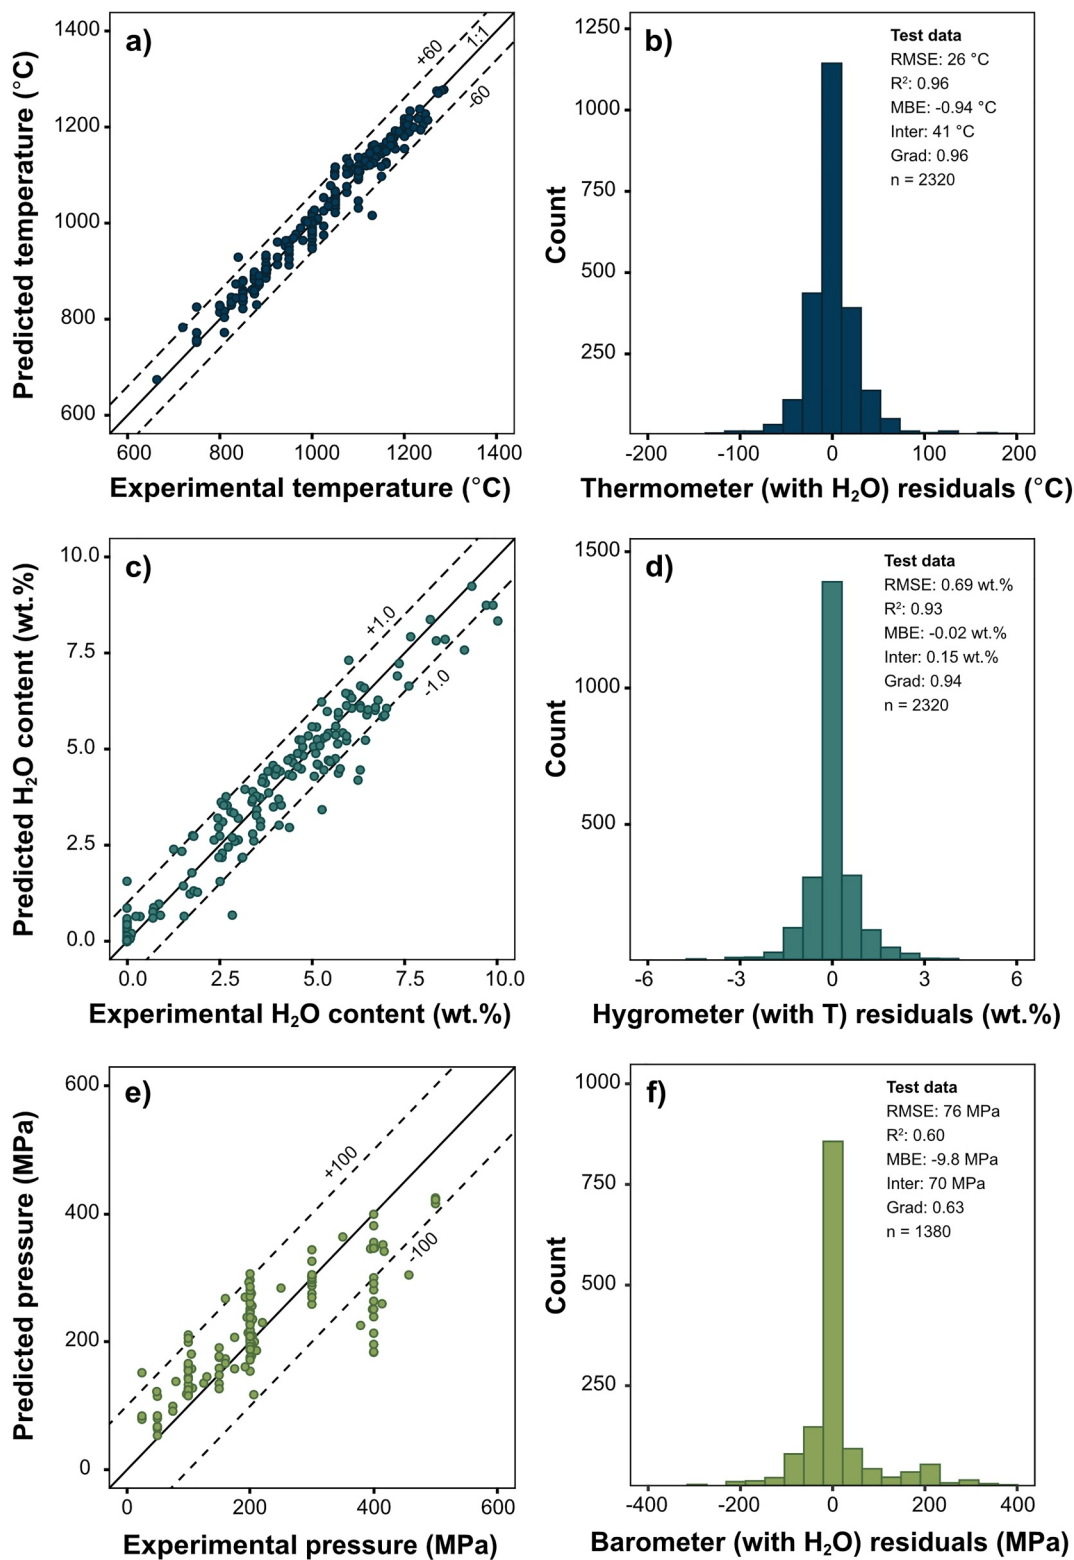 a)
1400
1200
1000
800
600
600
800
1000
1200
1400
+60
1:1
-60
Predicted temperature (°C)
Experimental temperature (°C)
b)
1250
1000
750
500
250
-200
-100
0
100
200
Count
Thermometer (with H₂O) residuals (°C)
Test data
RMSE: 26 °C
R²: 0.96
MBE: -0.94 °C
Inter: 41 °C
Grad: 0.96
n = 2320
c)
10.0
7.5
5.0
2.5
0.0
0.0
2.5
5.0
7.5
10.0
+1.0
-1.0
Predicted H₂O content (wt.%)
Experimental H₂O content (wt.%)
d)
1500
1000
500
-6
-3
0
3
6
Count
Hygrometer (with T) residuals (wt.%)
Test data
RMSE: 0.69 wt.%
R²: 0.93
MBE: -0.02 wt.%
Inter: 0.15 wt.%
Grad: 0.94
n = 2320
e)
600
400
200
0
0
200
400
600
+100
-100
Predicted pressure (MPa)
Experimental pressure (MPa)
f)
1000
750
500
250
-400
-200
0
200
400
Count
Barometer (with H₂O) residuals (MPa)
Test data
RMSE: 76 MPa
R²: 0.60
MBE: -9.8 MPa
Inter: 70 MPa
Grad: 0.63
n = 1380